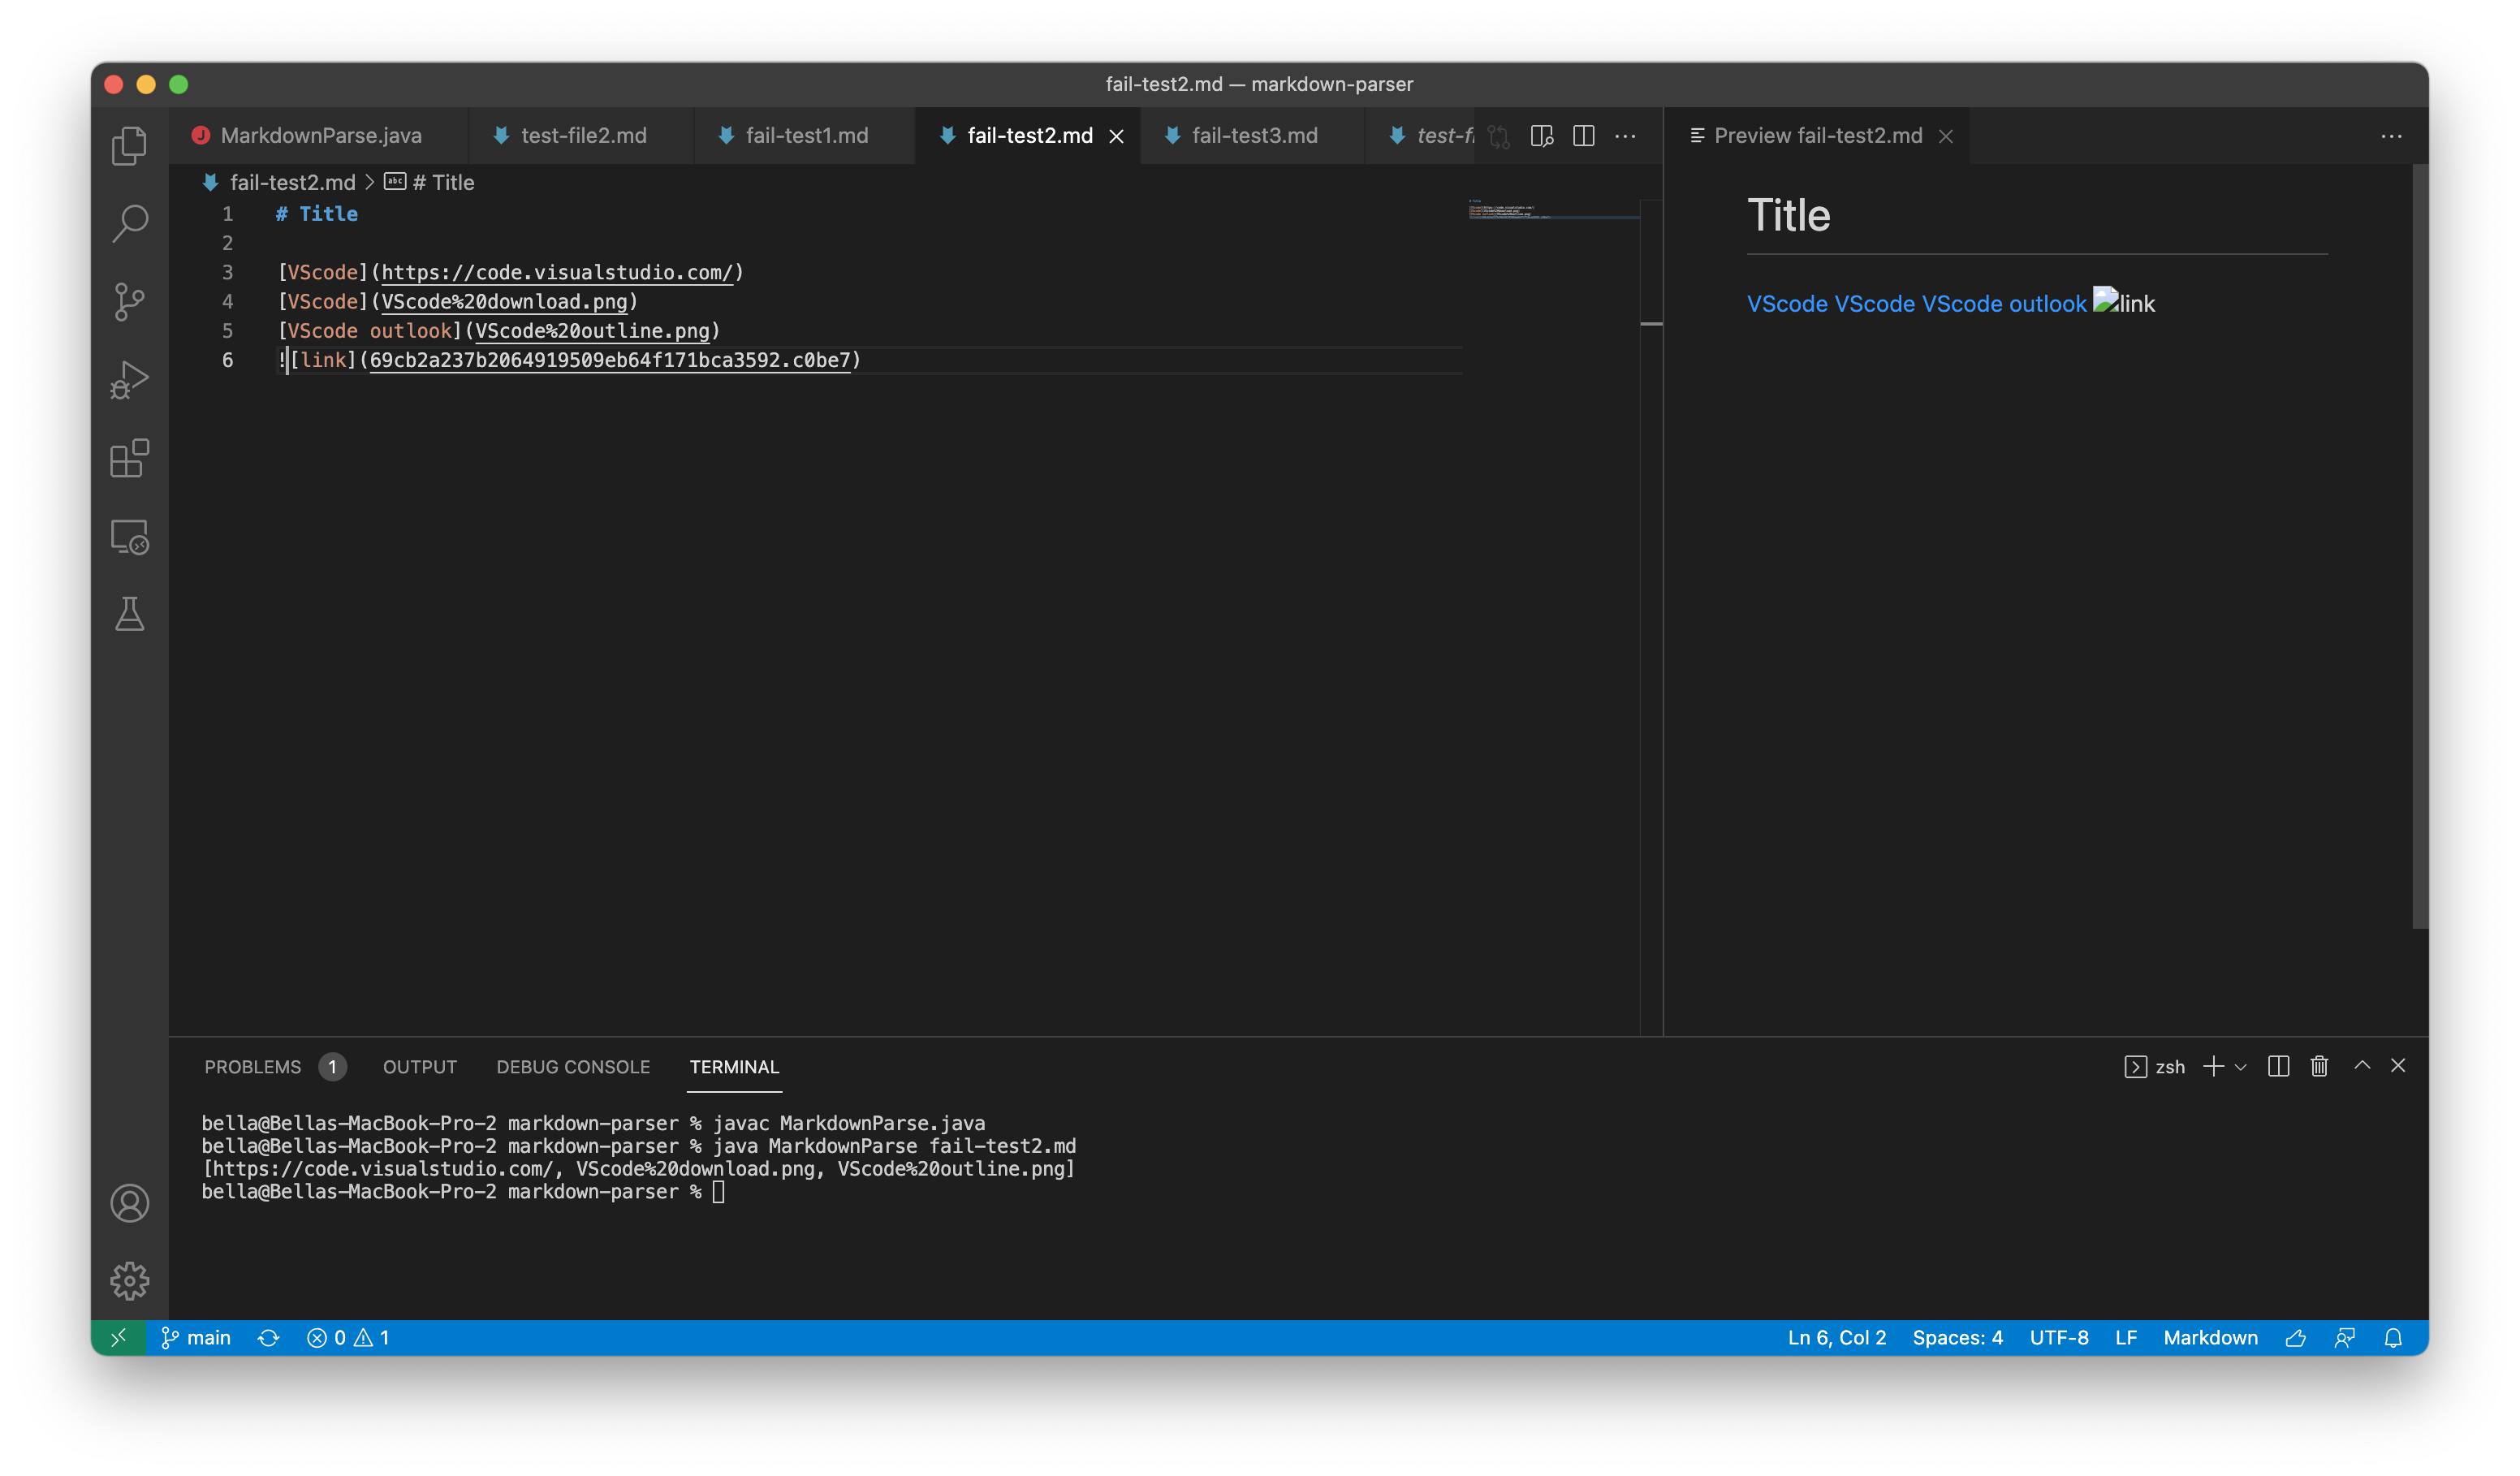 fail-test2.md — markdown-parser
MarkdownParse.java test-file2.md fail-test1.md fail-test2.md fail-test3.md test-fi
Preview fail-test2.md
fail-test2.md > # Title
1 # Title
2
3 [VScode](https://code.visualstudio.com/)
4 [VScode](VScode%20download.png)
5 [VScode outlook](VScode%20outline.png)
6 ![link](69cb2a237b2064919509eb64f171bca3592.c0be7)
Title
VScode VScode VScode outlook link
PROBLEMS 1 OUTPUT DEBUG CONSOLE TERMINAL
zsh
bella@Bellas-MacBook-Pro-2 markdown-parser % javac MarkdownParse.java
bella@Bellas-MacBook-Pro-2 markdown-parser % java MarkdownParse fail-test2.md
[https://code.visualstudio.com/, VScode%20download.png, VScode%20outline.png]
bella@Bellas-MacBook-Pro-2 markdown-parser %
main 0 1
Ln 6, Col 2 Spaces: 4 UTF-8 LF Markdown